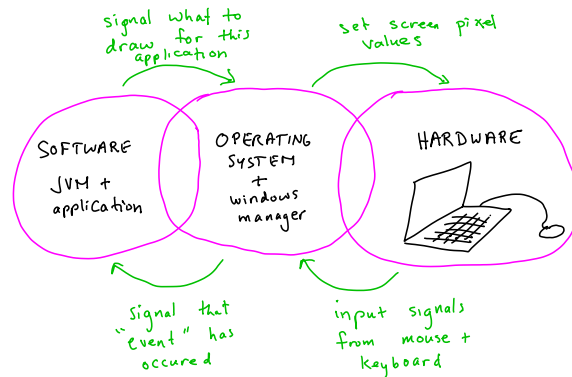 signal what to
draw for this
application
set screen pixel
values
SOFTWARE
JVM +
application
OPERATING
SYSTEM
+
windows
manager
HARDWARE
signal that
"event" has
occured
input signals
from mouse +
keyboard